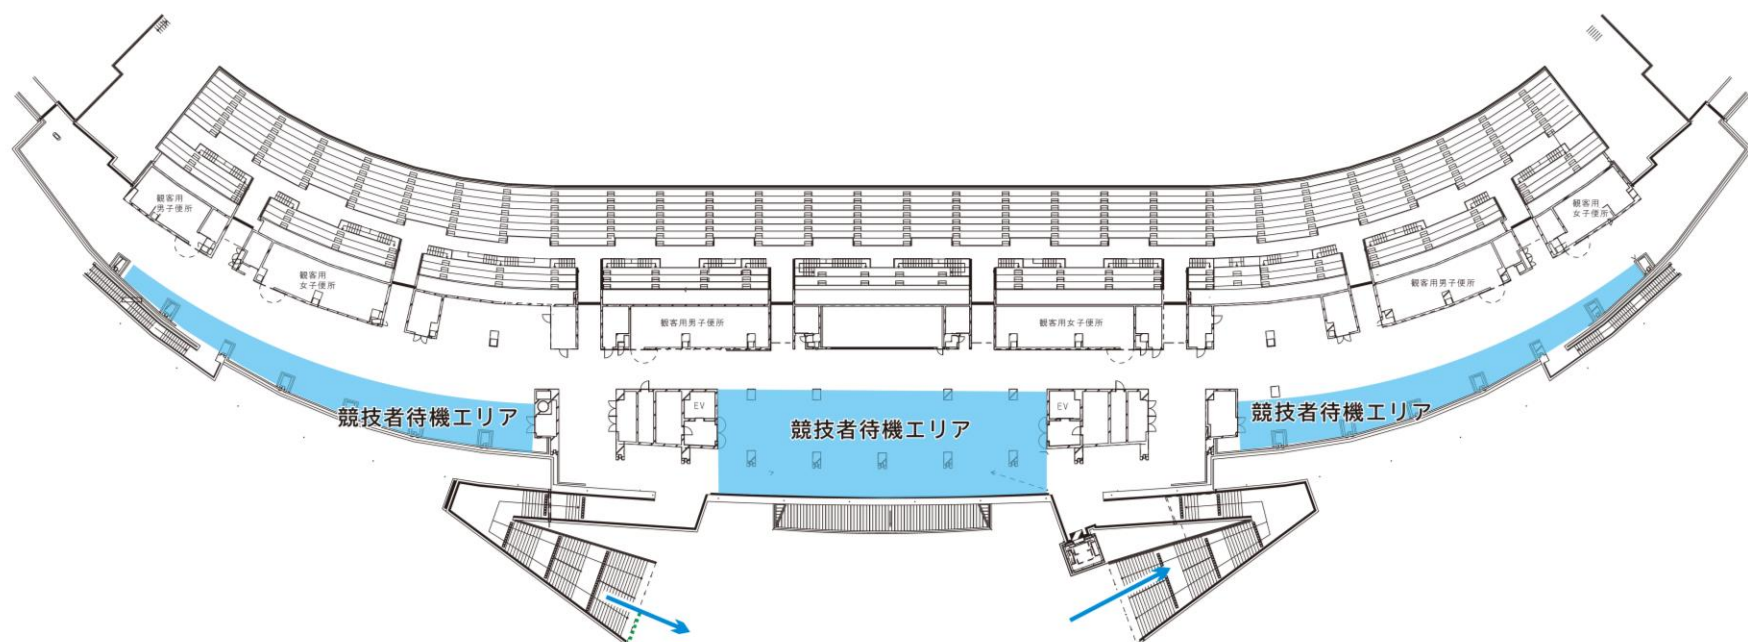 観客用
男子便所
観客用
女子便所
観客用
女子便所
観客用男子便所
観客用男子便所
観客用女子便所
EV
EV
競技者待機エリア
競技者待機エリア
競技者待機エリア